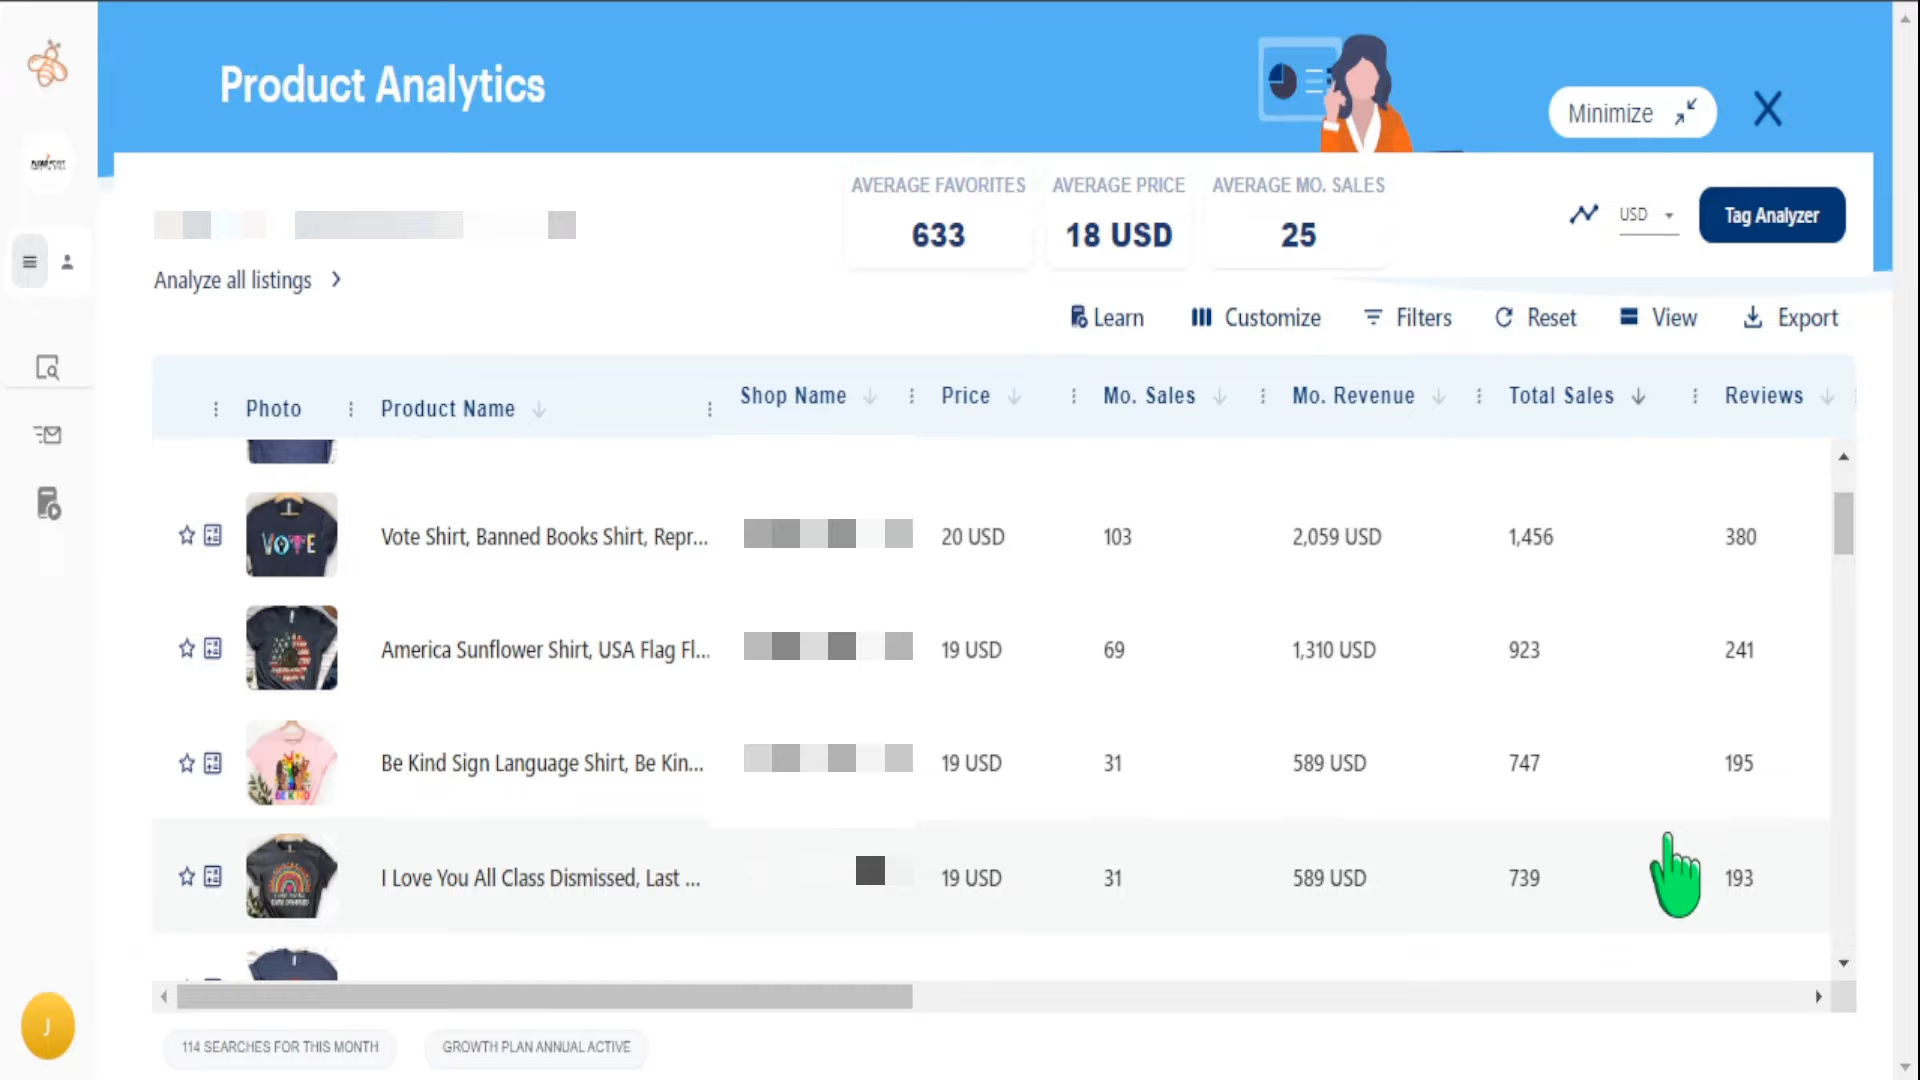 Product Analytics
Minimize
AVERAGE FAVORITES
633
AVERAGE PRICE
18 USD
AVERAGE MO. SALES
25
USD
Tag Analyzer
Analyze all listings
Learn
Customize
Filters
Reset
View
Export
Photo
Product Name
Shop Name
Price
Mo. Sales
Mo. Revenue
Total Sales
Reviews
VOTE
Vote Shirt, Banned Books Shirt, Repr...
20 USD
103
2,059 USD
1,456
380
America Sunflower Shirt, USA Flag Fl...
19 USD
69
1,310 USD
923
241
BE KIND
Be Kind Sign Language Shirt, Be Kin...
19 USD
31
589 USD
747
195
I Love You All Class Dismissed, Last ...
19 USD
31
589 USD
739
193
J
114 SEARCHES FOR THIS MONTH
GROWTH PLAN ANNUAL ACTIVE